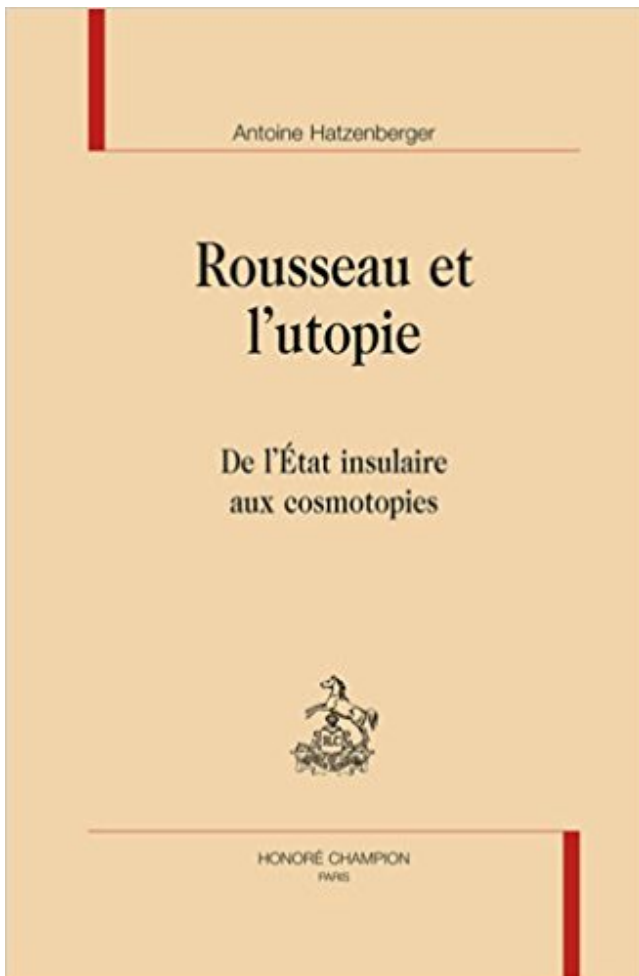 Antoine Hatzenberger
Rousseau et
l'utopie
De l'État insulaire
aux cosmotopies
HONORÉ CHAMPION
PARIS